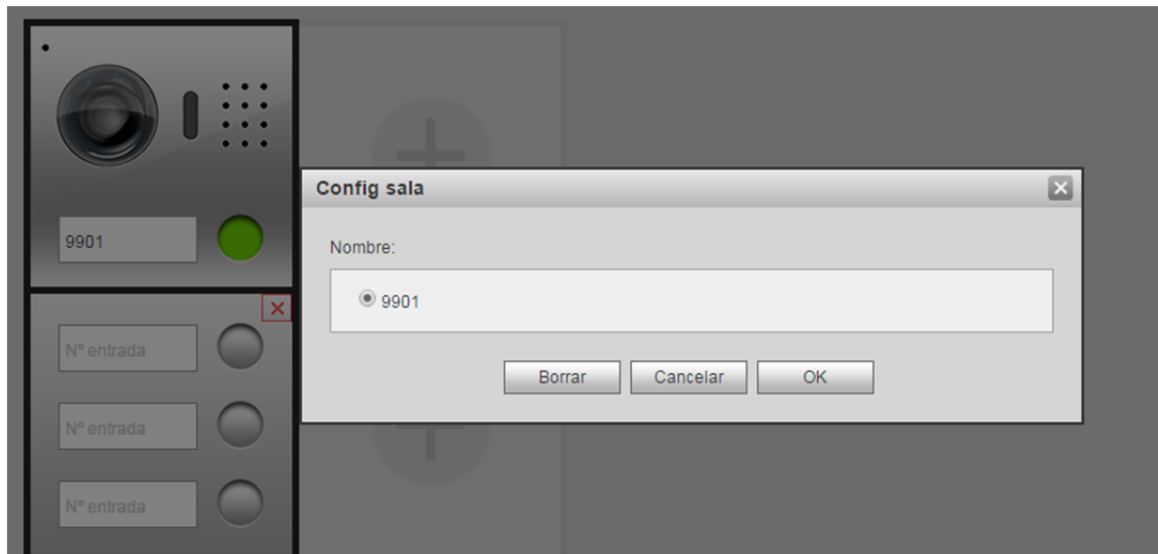 Config sala
Nombre:
9901
9901
Borrar Cancelar OK
Nº entrada
Nº entrada
Nº entrada